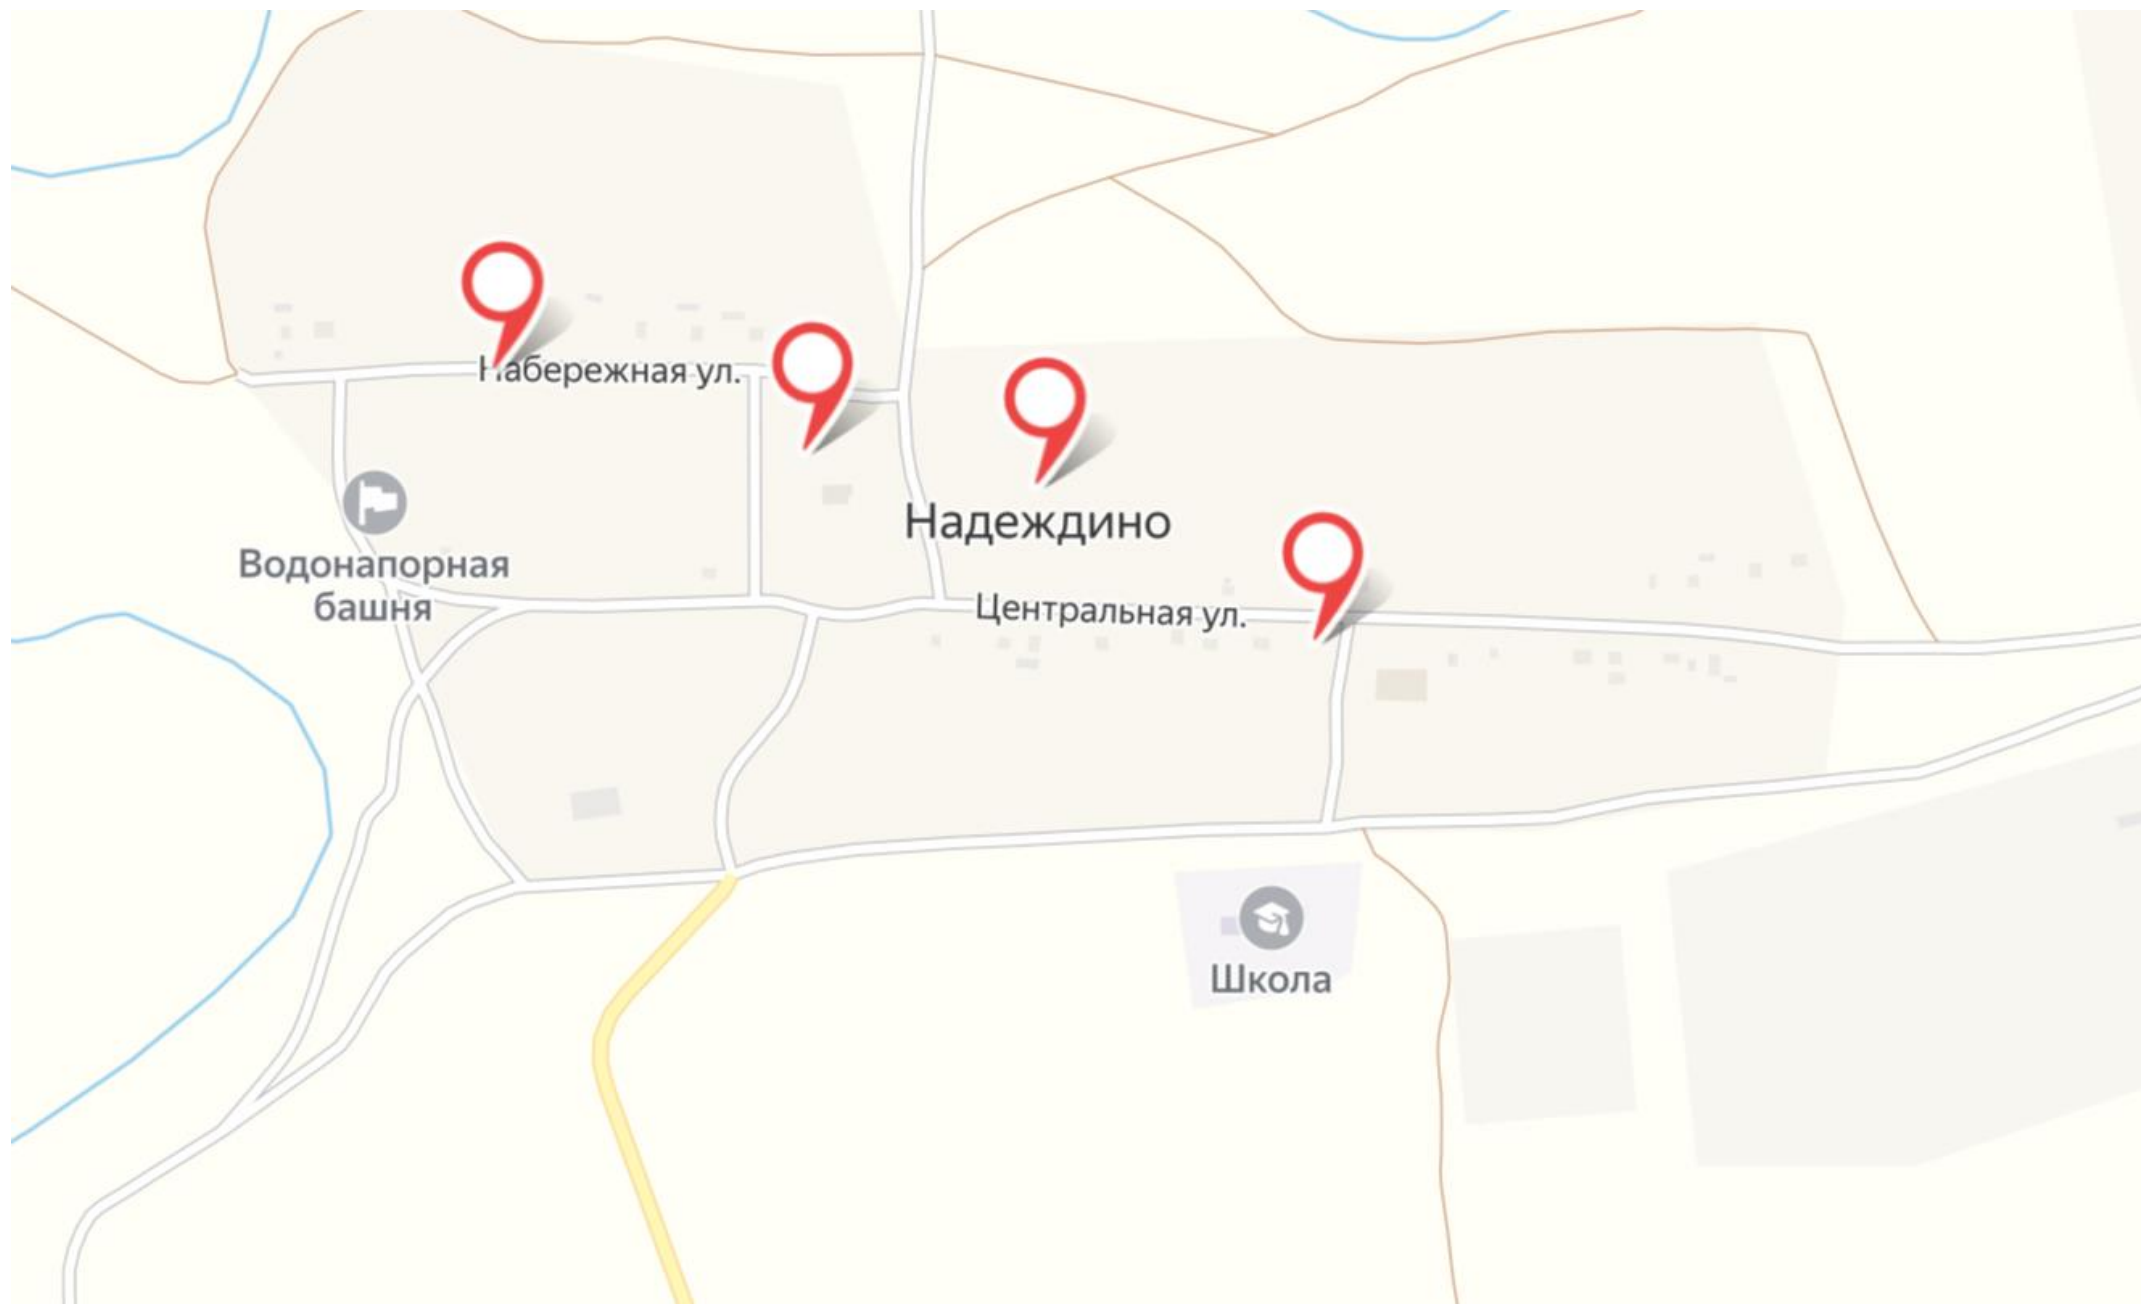 Набережная ул.
Надеждино
Водонапорная
башня
Центральная ул.
Школа